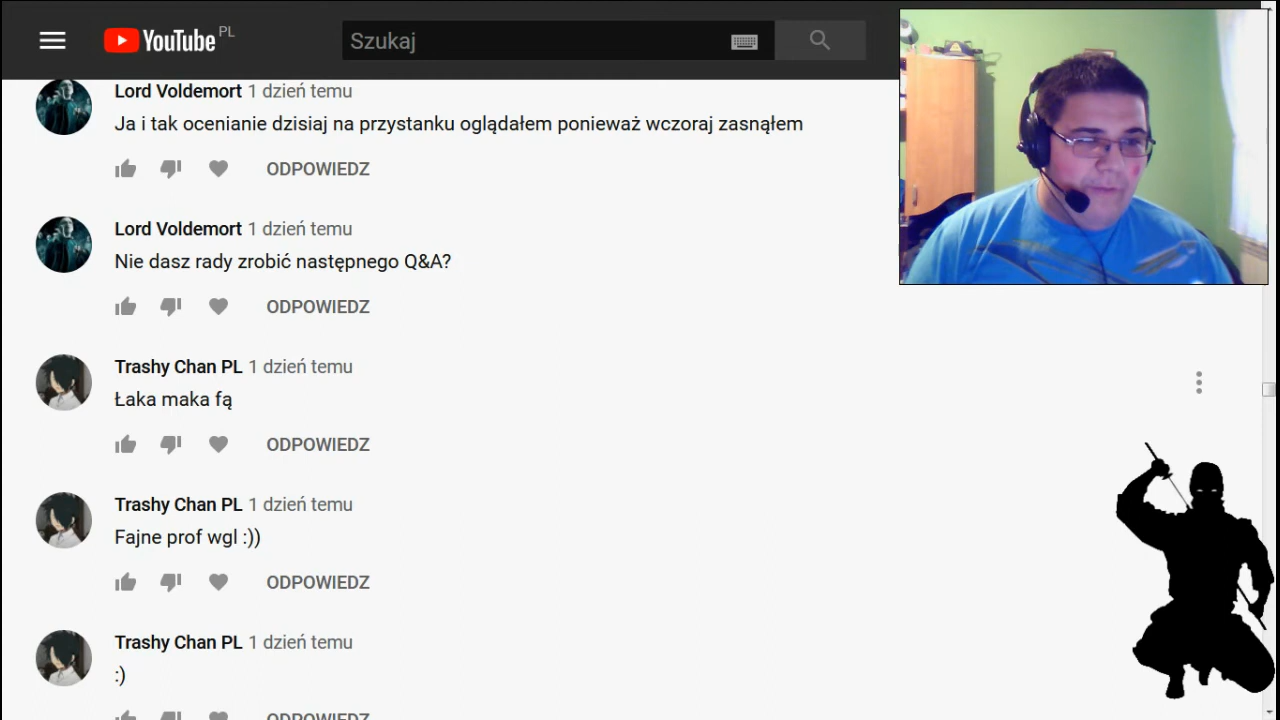 YouTube PL
Szukaj
Lord Voldemort 1 dzień temu
Ja i tak ocenianie dzisiaj na przystanku oglądałem ponieważ wczoraj zasnąłem
ODPOWIEDZ
Lord Voldemort 1 dzień temu
Nie dasz rady zrobić następnego Q&A?
ODPOWIEDZ
Trashy Chan PL 1 dzień temu
Łaka maka fą
ODPOWIEDZ
Trashy Chan PL 1 dzień temu
Fajne prof wgl :))
ODPOWIEDZ
Trashy Chan PL 1 dzień temu
:)
ODPOWIEDZ